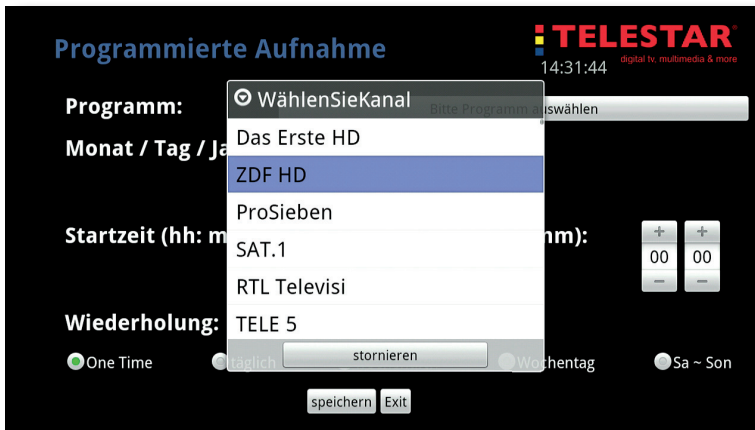 Programmierte Aufnahme
TELESTAR
digital tv, multimedia & more
14:31:44
Programm:
WählenSieKanal
Bitte Programm auswählen
Das Erste HD
Monat / Tag / Ja
ZDF HD
ProSieben
Startzeit (hh: m
nm):
SAT.1
+ +
00 00
− −
RTL Televisi
Wiederholung:
TELE 5
stornieren
One Time
täglich
Wochentag
Sa ~ Son
speichern Exit